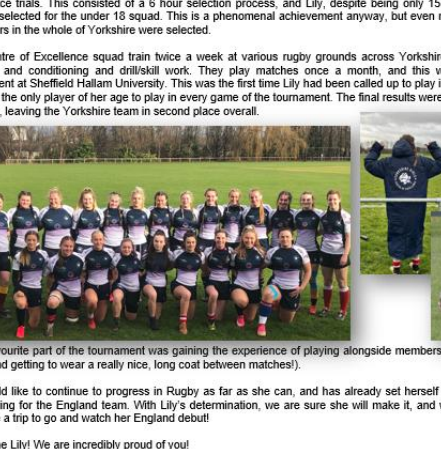 ce trials. This consisted of a 6 hour selection process, and Lily, despite being only 15
selected for the under 18 squad. This is a phenomenal achievement anyway, but even m
rs in the whole of Yorkshire were selected.
ntre of Excellence squad train twice a week at various rugby grounds across Yorkshir
and conditioning and drill/skill work. They play matches once a month, and this w
ent at Sheffield Hallam University. This was the first time Lily had been called up to play i
the only player of her age to play in every game of the tournament. The final results were
, leaving the Yorkshire team in second place overall.
vourite part of the tournament was gaining the experience of playing alongside members
nd getting to wear a really nice, long coat between matches!).
ld like to continue to progress in Rugby as far as she can, and has already set herself
ing for the England team. With Lily's determination, we are sure she will make it, and w
a trip to go and watch her England debut!
ne Lily! We are incredibly proud of you!